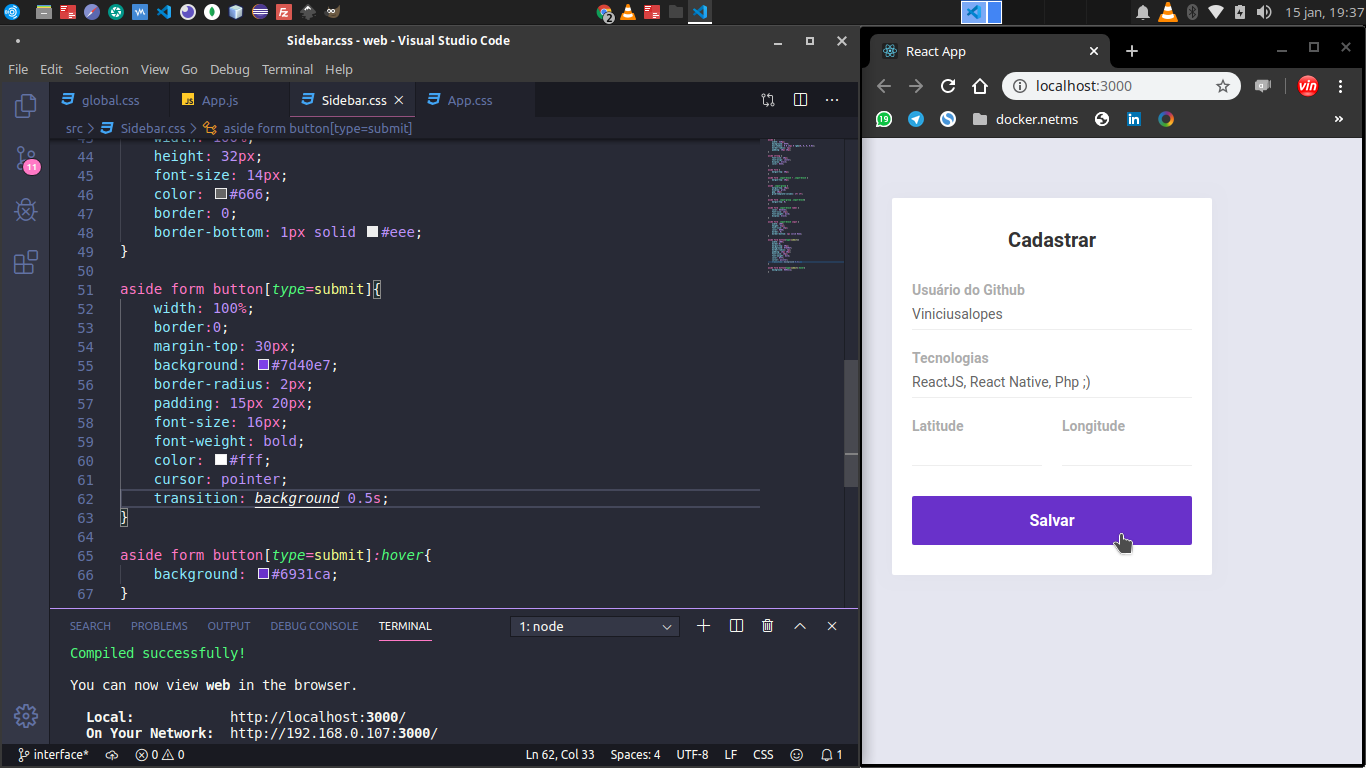 2
15 jan, 19:37
Sidebar.css - web - Visual Studio Code
File Edit Selection View Go Debug Terminal Help
global.css
JS App.js
Sidebar.css
App.css
src > Sidebar.css > aside form button[type=submit]
43 width: 100%;
44 height: 32px;
45 font-size: 14px;
46 color: #666;
47 border: 0;
48 border-bottom: 1px solid #eee;
49 }
50
51 aside form button[type=submit]{
52 width: 100%;
53 border:0;
54 margin-top: 30px;
55 background: #7d40e7;
56 border-radius: 2px;
57 padding: 15px 20px;
58 font-size: 16px;
59 font-weight: bold;
60 color: #fff;
61 cursor: pointer;
62 transition: background 0.5s;
63 }
64
65 aside form button[type=submit]:hover{
66 background: #6931ca;
67 }
11
SEARCH PROBLEMS OUTPUT DEBUG CONSOLE TERMINAL
1: node
Compiled successfully!
You can now view web in the browser.
Local: http://localhost:3000/
On Your Network: http://192.168.0.107:3000/
interface* 0 0 Ln 62, Col 33 Spaces: 4 UTF-8 LF CSS 1
React App
localhost:3000
vin
19
docker.netms
in
»
Cadastrar
Usuário do Github
Viniciusalopes
Tecnologias
ReactJS, React Native, Php ;)
Latitude Longitude
Salvar